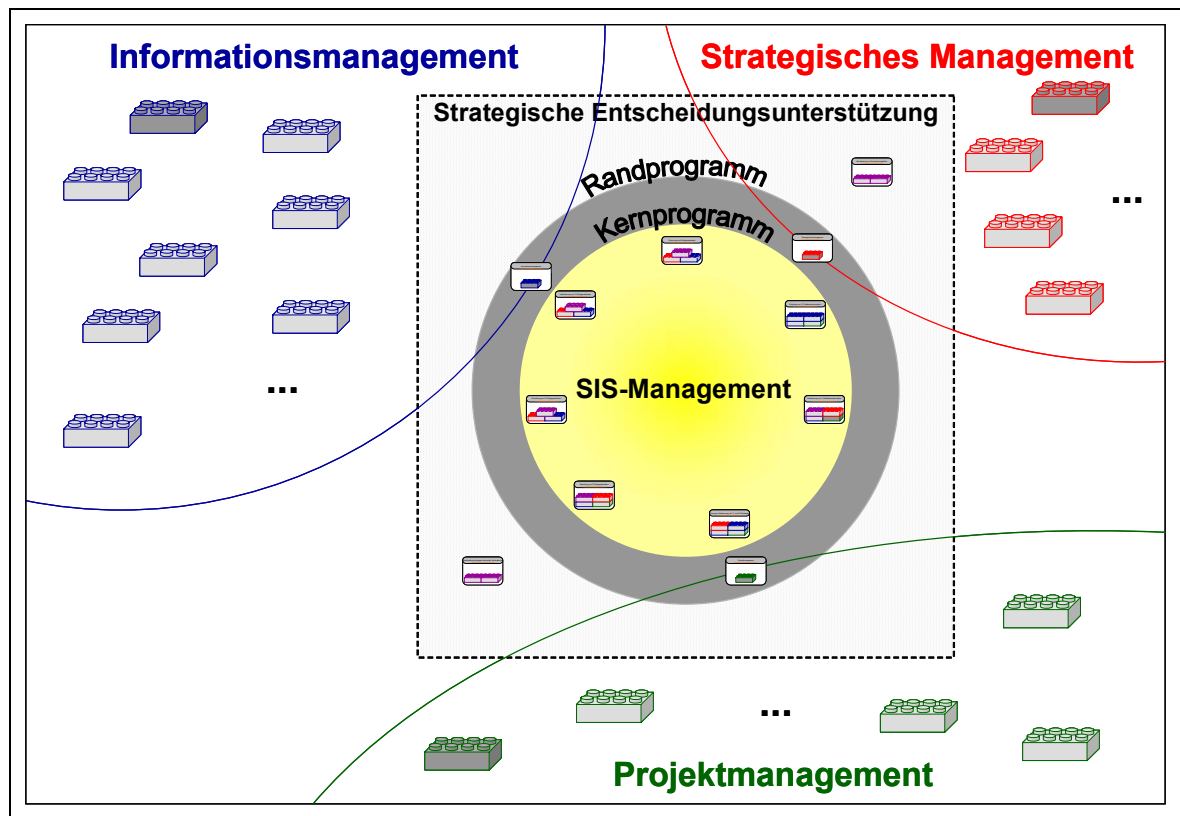 Informationsmanagement
Strategisches Management
Strategische Entscheidungsunterstützung
Randprogramm
Kernprogramm
...
SIS-Management
...
...
Projektmanagement